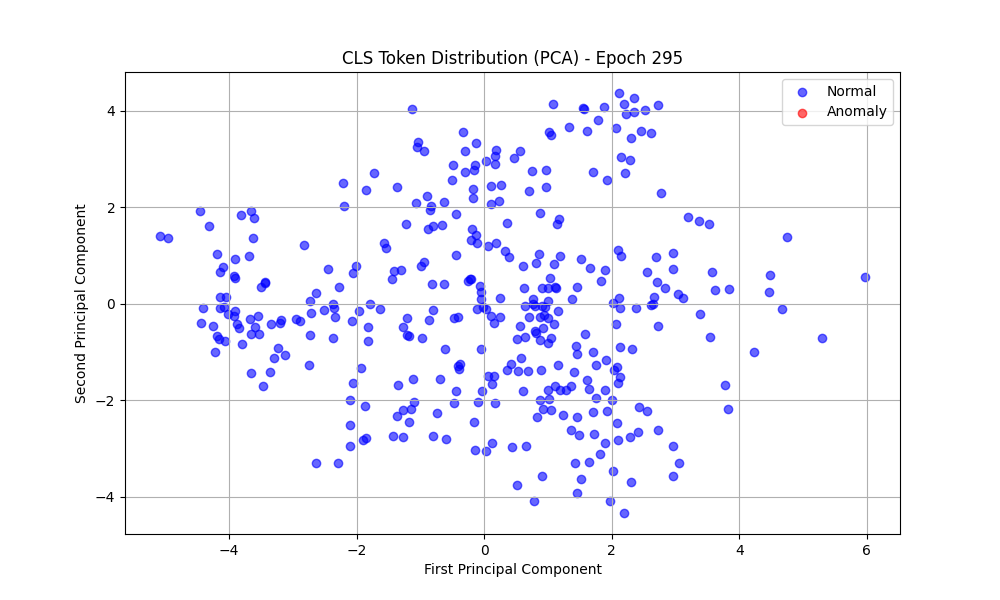 CLS Token Distribution (PCA) - Epoch 295
Normal
Anomaly
4
2
0
−2
−4
Second Principal Component
−4
−2
0
2
4
6
First Principal Component